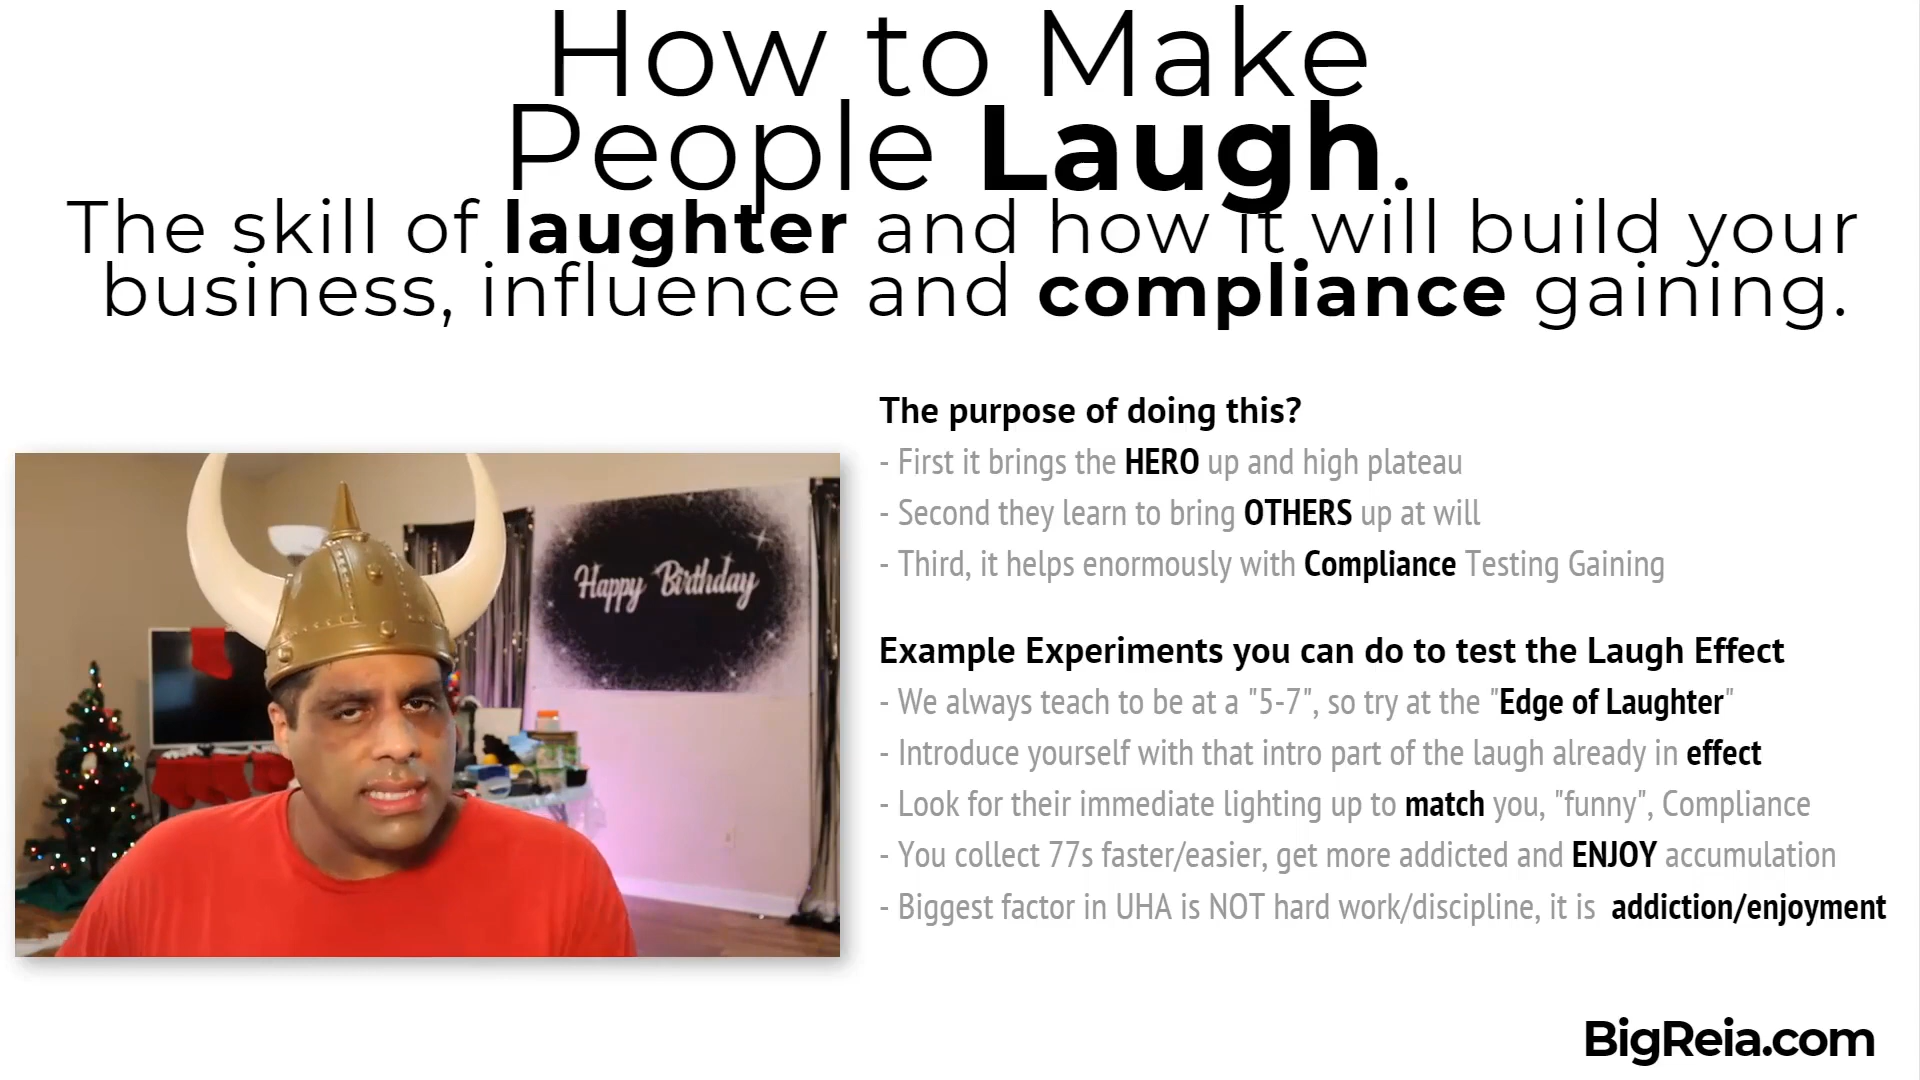 How to Make
People Laugh.
The skill of laughter and how it will build your
business, influence and compliance gaining.
The purpose of doing this?
- First it brings the HERO up and high plateau
- Second they learn to bring OTHERS up at will
- Third, it helps enormously with Compliance Testing Gaining
Happy Birthday
Example Experiments you can do to test the Laugh Effect
- We always teach to be at a "5-7", so try at the "Edge of Laughter"
- Introduce yourself with that intro part of the laugh already in effect
- Look for their immediate lighting up to match you, "funny", Compliance
- You collect 77s faster/easier, get more addicted and ENJOY accumulation
- Biggest factor in UHA is NOT hard work/discipline, it is addiction/enjoyment
BigReia.com